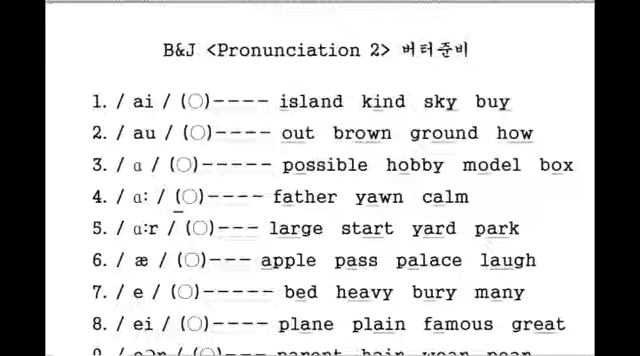 B&J <Pronunciation 2> 버터준비
1. / ai / (○)---- island kind sky buy
2. / au / (○)---- out brown ground how
3. / ɑ / (○)----- possible hobby model box
4. / ɑ: / (○)---- father yawn calm
5. / ɑ:r / (○)--- large start yard park
6. / æ / (○)--- apple pass palace laugh
7. / e / (○)----- bed heavy bury many
8. / ei / (○)---- plane plain famous great